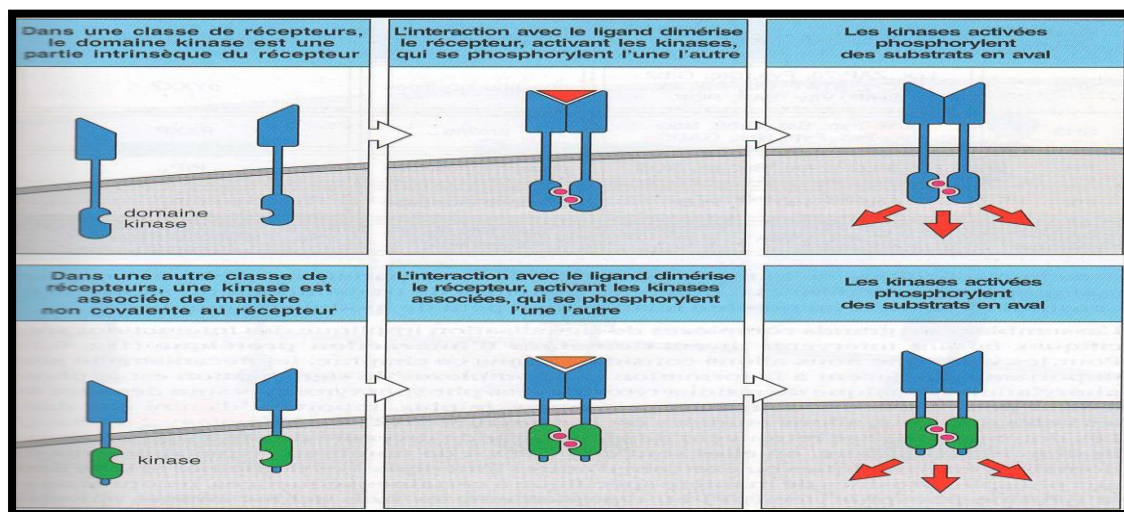 Dans une classe de récepteurs,
le domaine kinase est une
partie intrinsèque du récepteur
L'interaction avec le ligand dimérise
le récepteur, activant les kinases,
qui se phosphorylent l'une l'autre
Les kinases activées
phosphorylent
des substrats en aval
domaine
kinase
Dans une autre classe de
récepteurs, une kinase est
associée de manière
non covalente au récepteur
L'interaction avec le ligand dimérise
le récepteur, activant les kinases
associées, qui se phosphorylent
l'une l'autre
Les kinases activées
phosphorylent
des substrats en aval
kinase